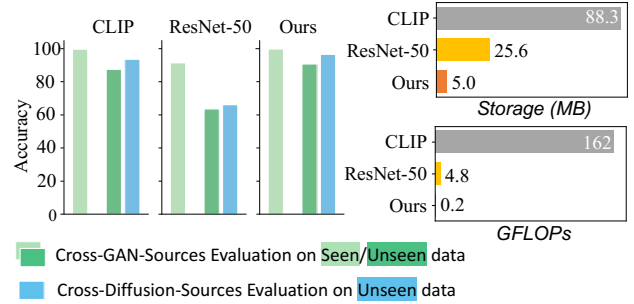 CLIP ResNet-50 Ours
Accuracy
100
80
60
40
20
0
CLIP 88.3
ResNet-50 25.6
Ours 5.0
Storage (MB)
CLIP 162
ResNet-50 4.8
Ours 0.2
GFLOPs
Cross-GAN-Sources Evaluation on Seen/Unseen data
Cross-Diffusion-Sources Evaluation on Unseen data